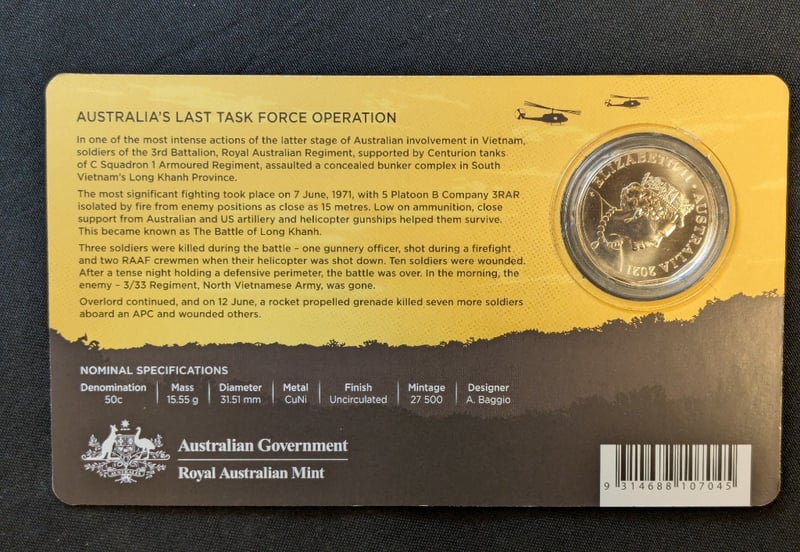 AUSTRALIA'S LAST TASK FORCE OPERATION
In one of the most intense actions of the latter stage of Australian involvement in Vietnam,
soldiers of the 3rd Battalion, Royal Australian Regiment, supported by Centurion tanks
of C Squadron 1 Armoured Regiment, assaulted a concealed bunker complex in South
Vietnam's Long Khanh Province.
The most significant fighting took place on 7 June, 1971, with 5 Platoon B Company 3RAR
isolated by fire from enemy positions as close as 15 metres. Low on ammunition, close
support from Australian and US artillery and helicopter gunships helped them survive.
This became known as The Battle of Long Khanh.
Three soldiers were killed during the battle – one gunnery officer, shot during a firefight
and two RAAF crewmen when their helicopter was shot down. Ten soldiers were wounded.
After a tense night holding a defensive perimeter, the battle was over. In the morning, the
enemy – 3/33 Regiment, North Vietnamese Army, was gone.
Overlord continued, and on 12 June, a rocket propelled grenade killed seven more soldiers
aboard an APC and wounded others.
ELIZABETH II · AUSTRALIA 2021
NOMINAL SPECIFICATIONS
Denomination Mass Diameter Metal Finish Mintage Designer
50c 15.55 g 31.51 mm CuNi Uncirculated 27 500 A. Baggio
Australian Government
Royal Australian Mint
9 314688 107045